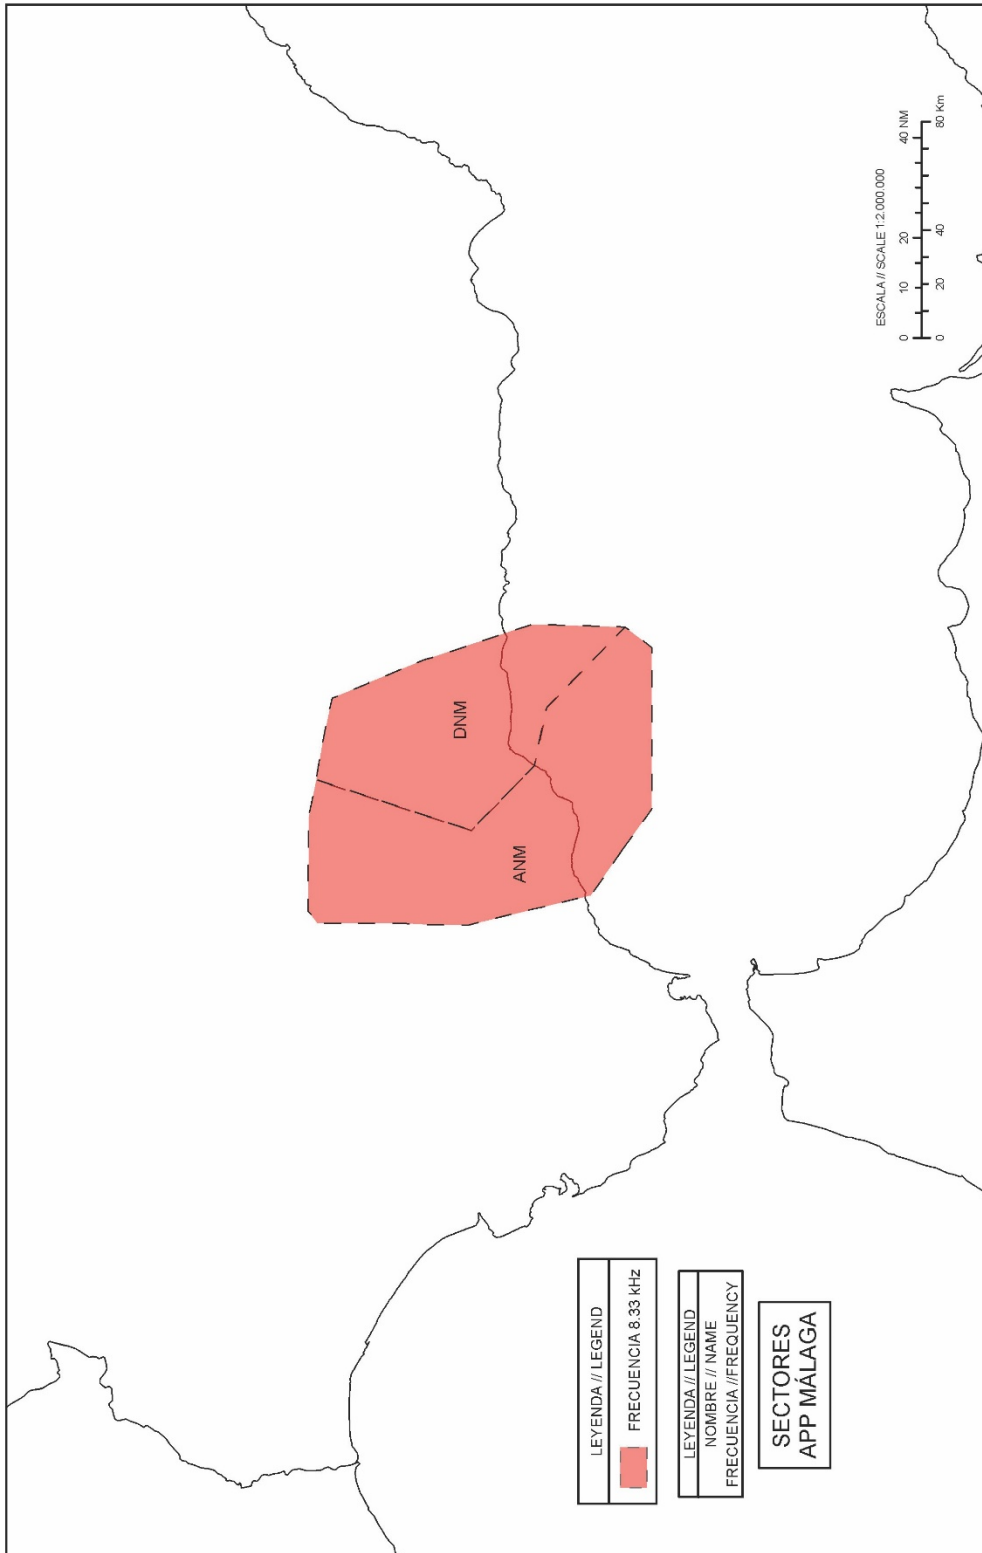 DNM
ANM
ESCALA // SCALE 1:2.000.000
0 10 20 40 NM
0 20 40 80 Km
LEYENDA // LEGEND
FRECUENCIA 8.33 kHz
LEYENDA // LEGEND
NOMBRE // NAME
FRECUENCIA //FREQUENCY
SECTORES
APP MÁLAGA